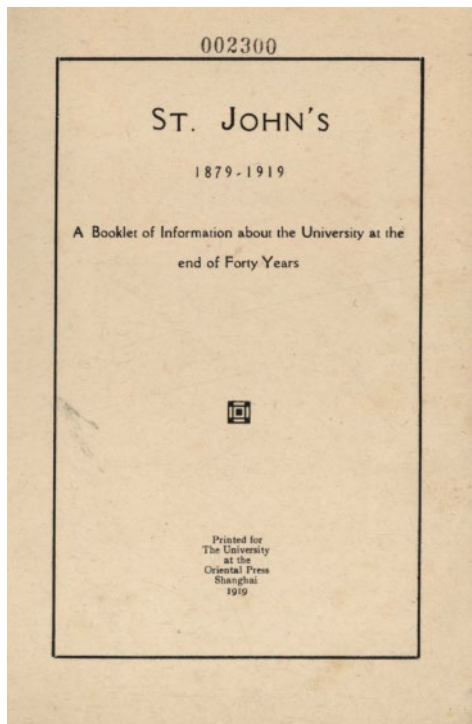 002300
ST. JOHN'S
1879-1919
A Booklet of Information about the University at the
end of Forty Years
Printed for
The University
at the
Oriental Press
Shanghai
1919